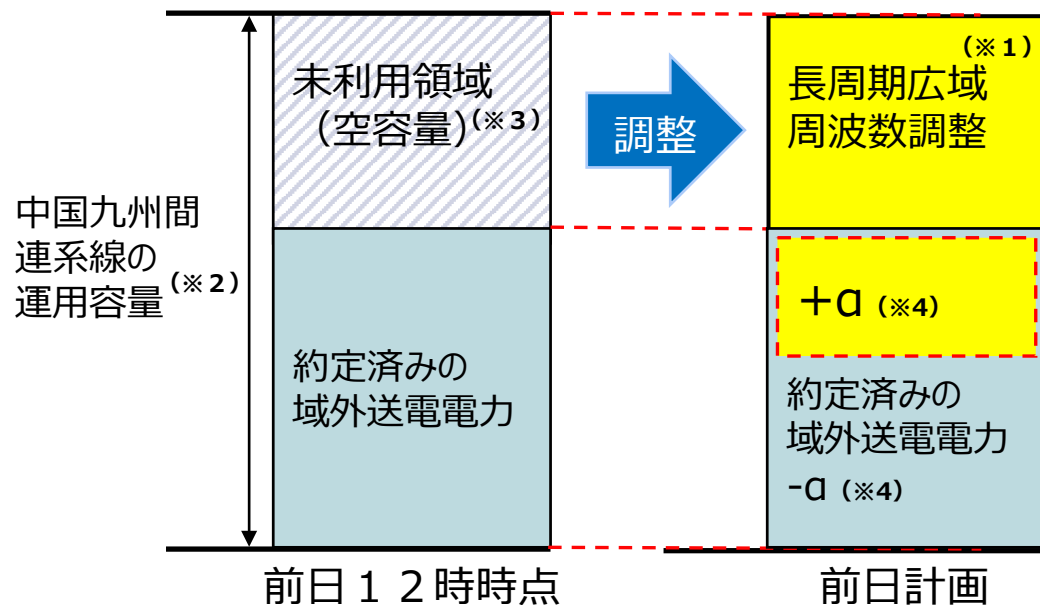 中国九州間
連系線の
運用容量(※2)
未利用領域
(空容量)(※3)
約定済みの
域外送電電力
前日12時時点
調整
(※1)
長周期広域
周波数調整
+α (※4)
約定済みの
域外送電電力
-α (※4)
前日計画